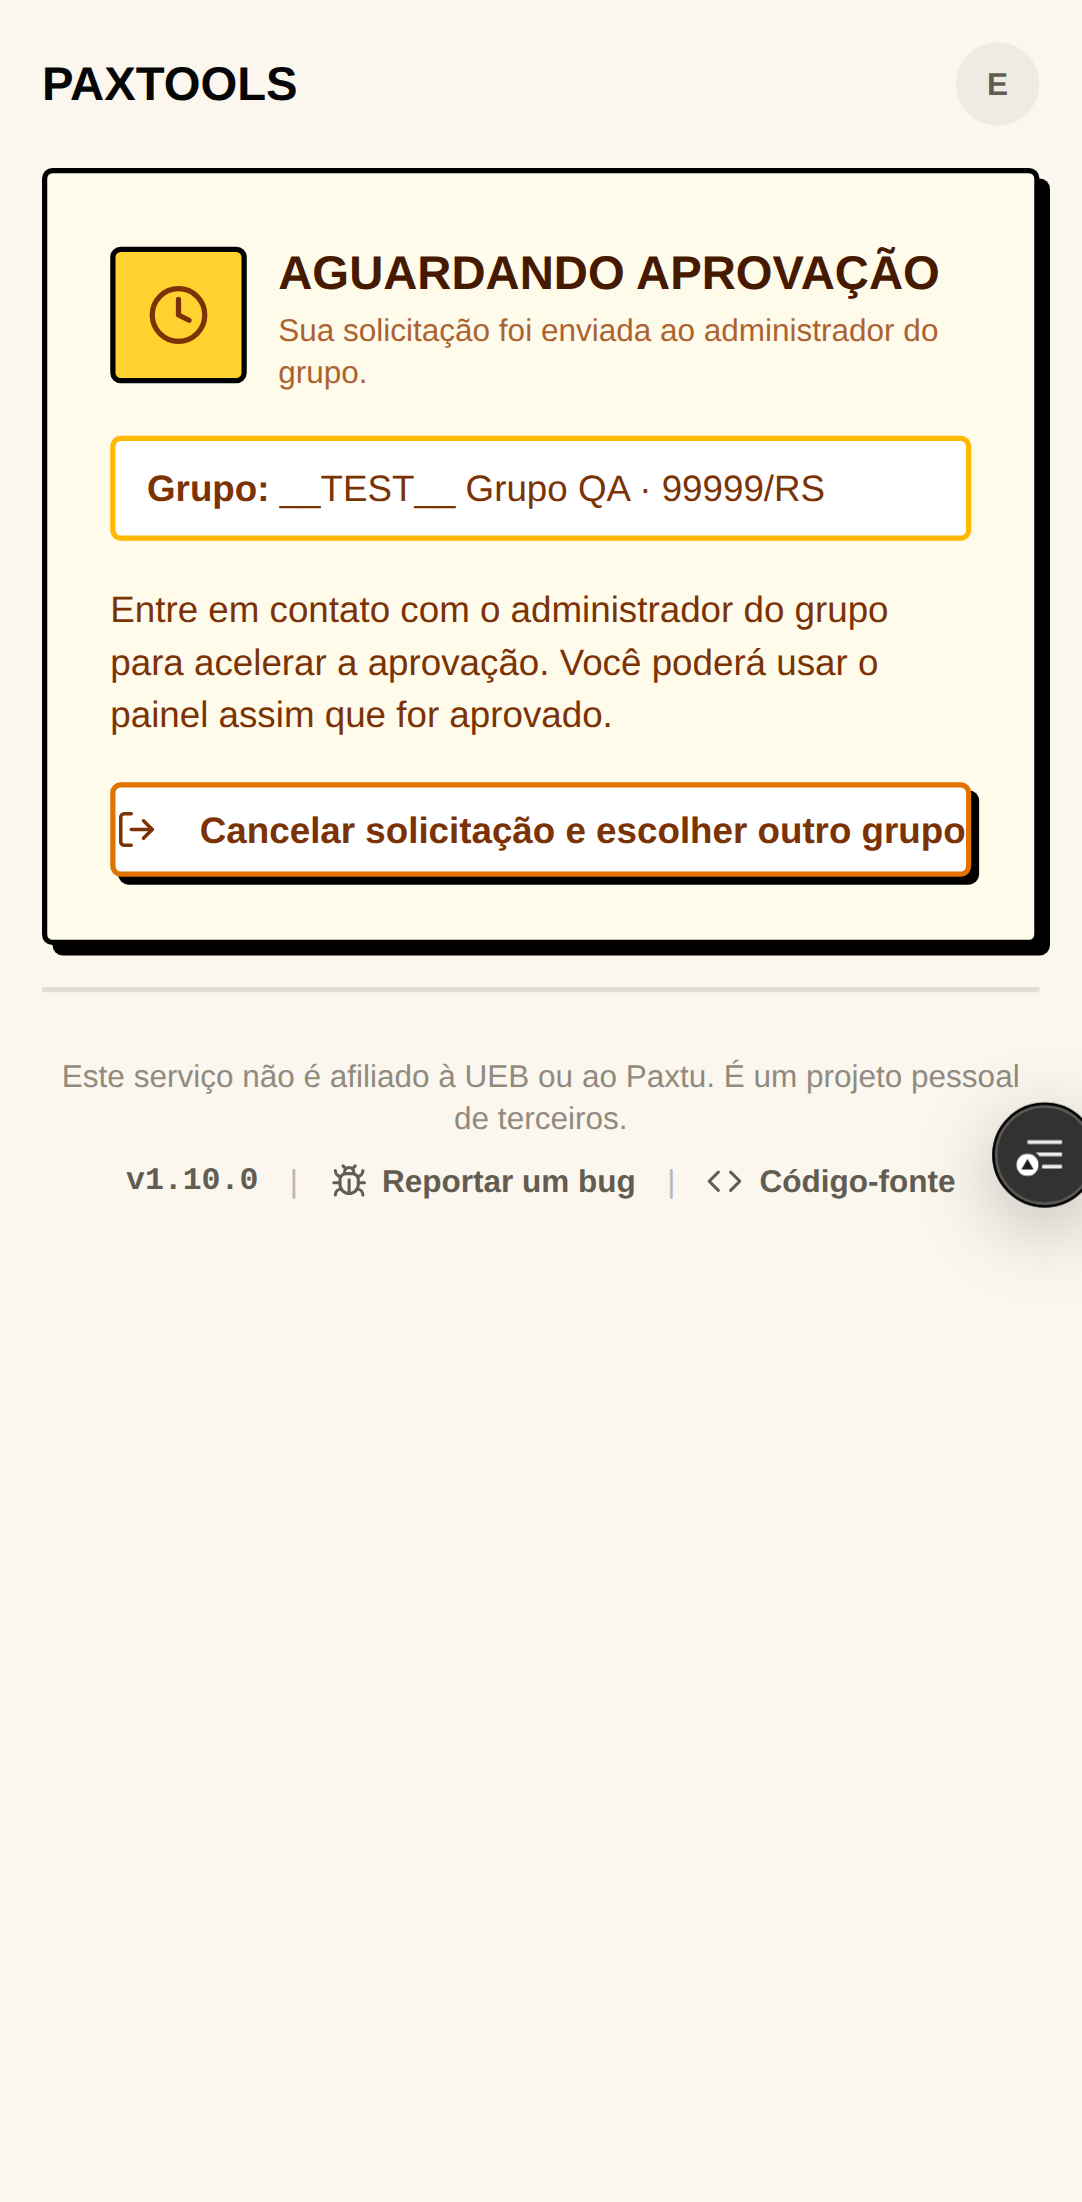 PAXTOOLS
E
AGUARDANDO APROVAÇÃO
Sua solicitação foi enviada ao administrador do
grupo.
Grupo: __TEST__ Grupo QA · 99999/RS
Entre em contato com o administrador do grupo
para acelerar a aprovação. Você poderá usar o
painel assim que for aprovado.
Cancelar solicitação e escolher outro grupo
Este serviço não é afiliado à UEB ou ao Paxtu. É um projeto pessoal
de terceiros.
v1.10.0 | Reportar um bug | Código-fonte